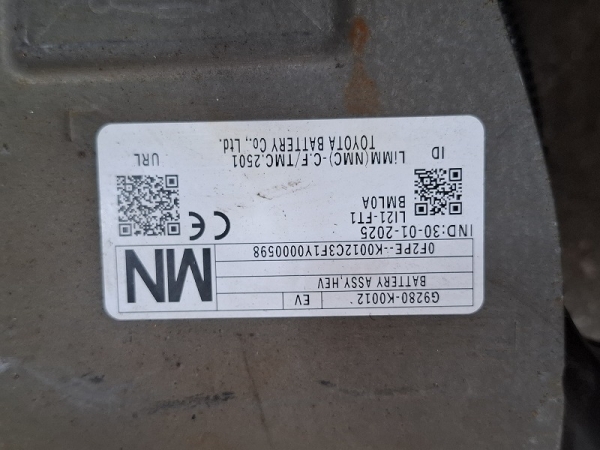 G9280-K0012
EV
BATTERY ASSY,HEV
0F2PE--K0012C3F1Y0000598
MN
IND:30-01-2025
LI21-FT1
BML0A
CE
ID
LiMM(NMC)-C.F/TMC.2501
TOYOTA BATTERY Co., Ltd.
URL